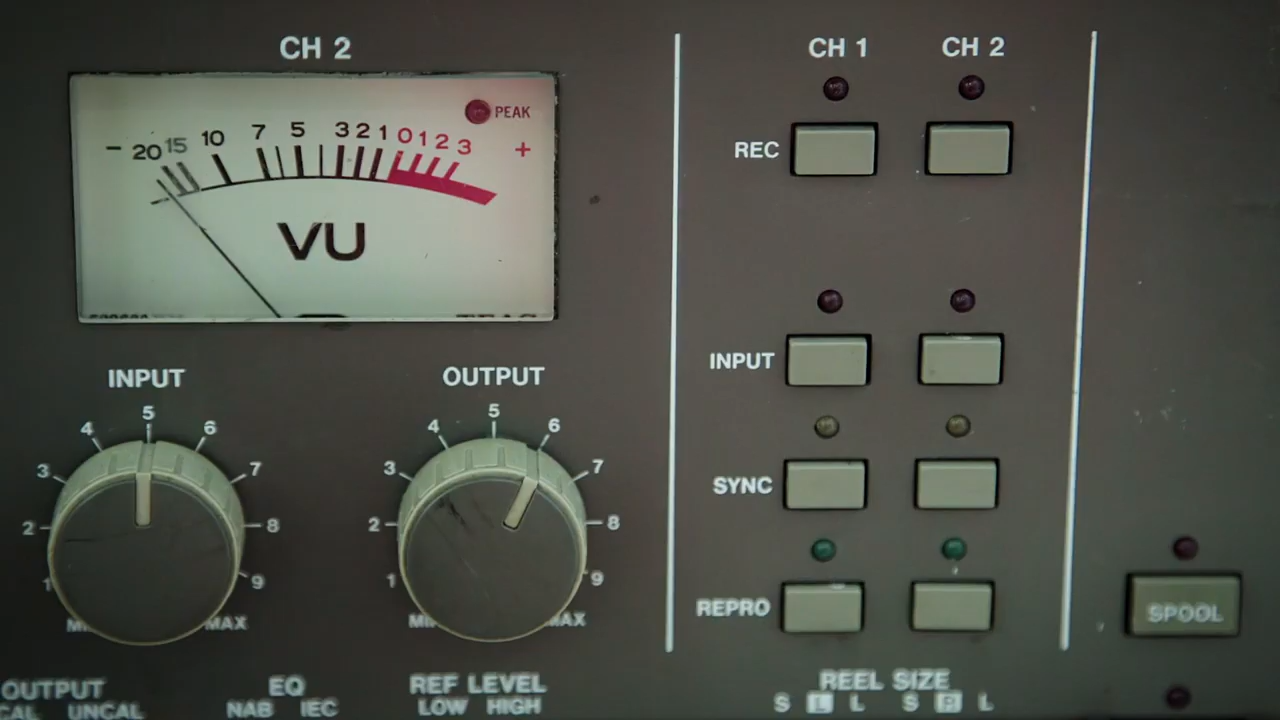 CH 2
PEAK
- 20 15 10 7 5 3 2 1 0 1 2 3 +
VU
TEAC
INPUT
1 2 3 4 5 6 7 8 9 MAX
OUTPUT
1 2 3 4 5 6 7 8 9
OUTPUT
CAL UNCAL
EQ
NAB IEC
REF LEVEL
LOW HIGH
CH 1 CH 2
REC
INPUT
SYNC
REPRO
REEL SIZE
S L L S R L
SPOOL